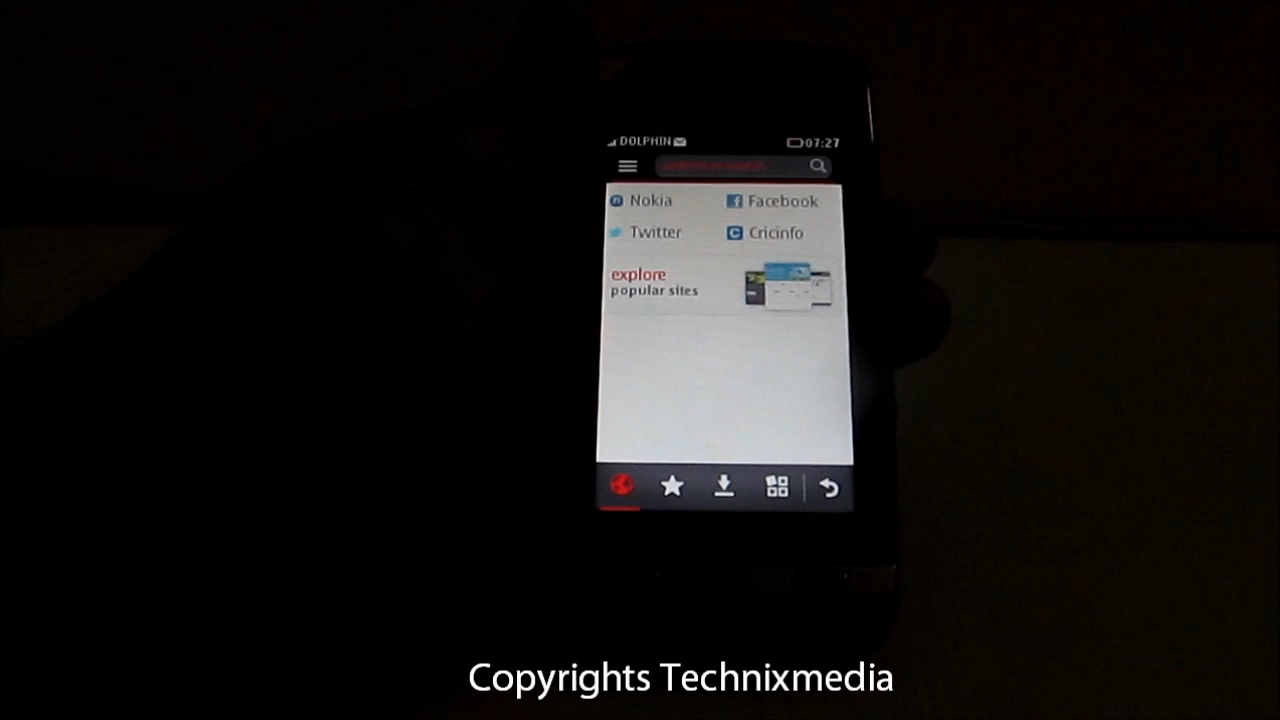 DOLPHIN 07:27
Nokia Facebook
Twitter Cricinfo
explore
popular sites
Copyrights Technixmedia